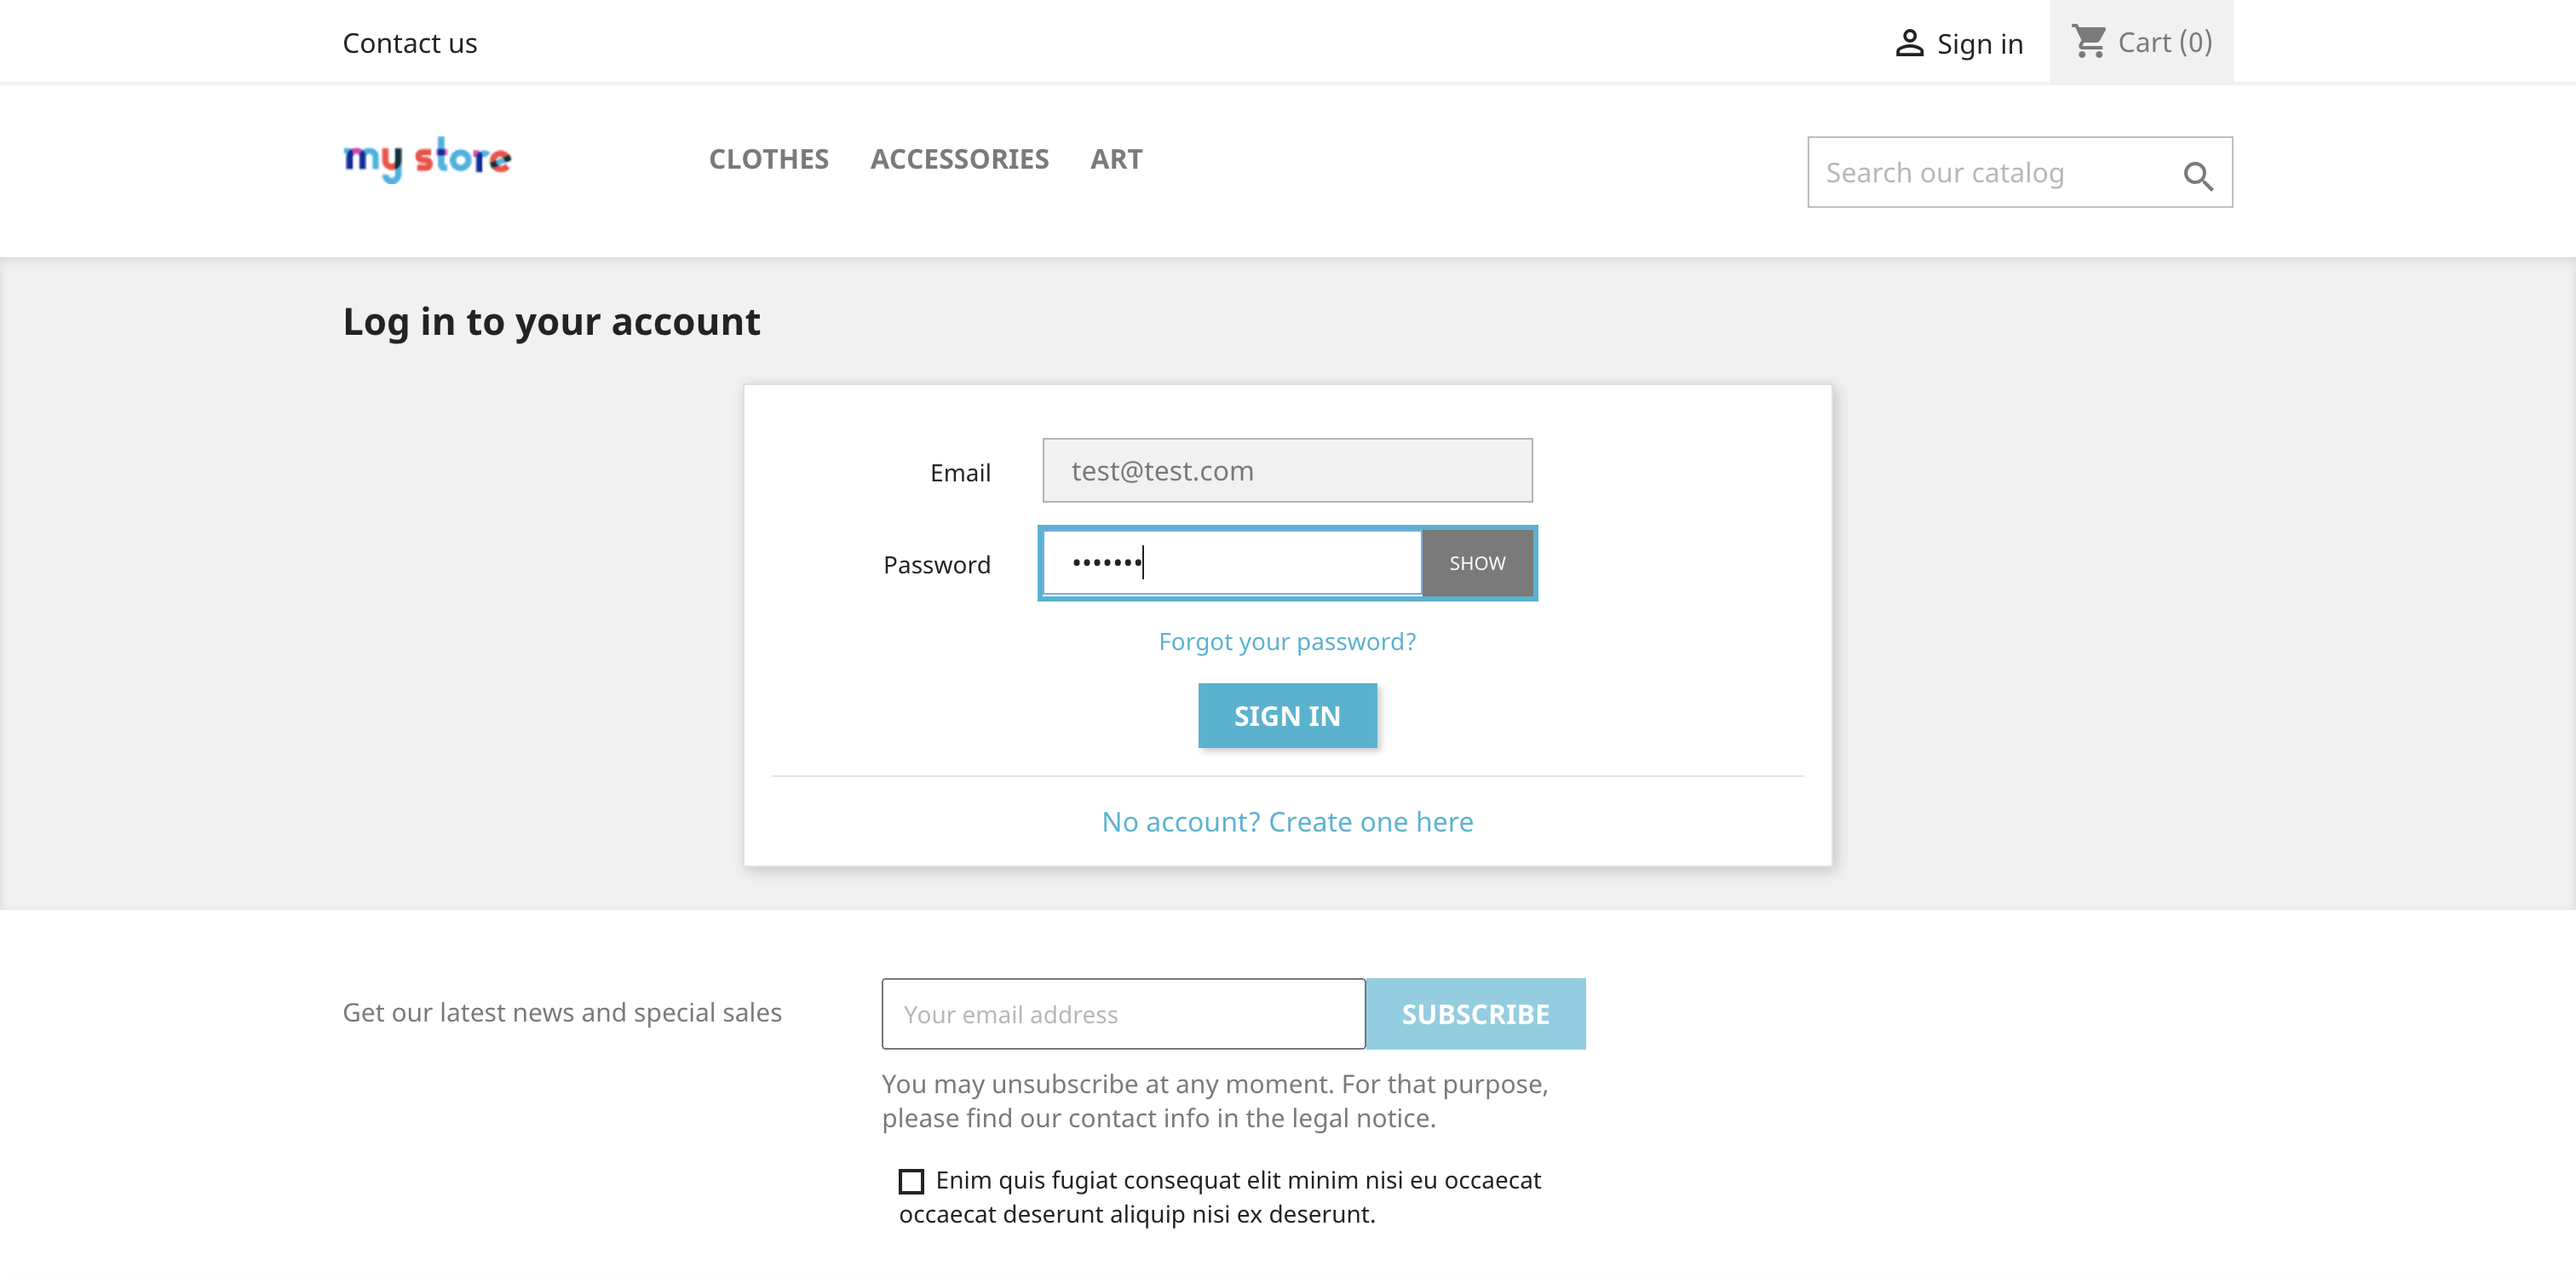 Contact us
Sign in
Cart (0)
my store
CLOTHES ACCESSORIES ART
Search our catalog
Log in to your account
Email
test@test.com
Password
•••••••
SHOW
Forgot your password?
SIGN IN
No account? Create one here
Get our latest news and special sales
Your email address
SUBSCRIBE
You may unsubscribe at any moment. For that purpose,
please find our contact info in the legal notice.
Enim quis fugiat consequat elit minim nisi eu occaecat
occaecat deserunt aliquip nisi ex deserunt.